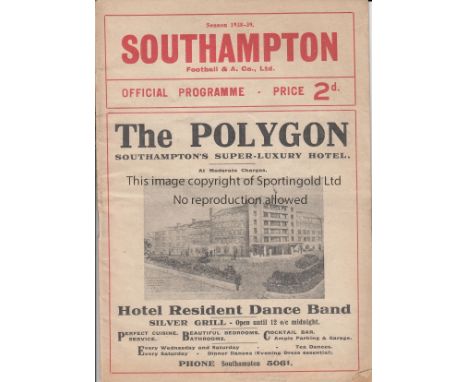 Season 1938-39.
SOUTHAMPTON
Football & A. Co., Ltd.
OFFICIAL PROGRAMME - PRICE 2d.
The POLYGON
SOUTHAMPTON'S SUPER-LUXURY HOTEL.
At Moderate Charges.
This image copyright of Sportingold Ltd
No reproduction allowed
Hotel Resident Dance Band
SILVER GRILL - Open until 12 o/c midnight.
PERFECT CUISINE. BEAUTIFUL BEDROOMS. COCKTAIL BAR.
SERVICE. BATHROOMS. Ample Parking & Garage.
Every Wednesday and Saturday - Tea Dances.
Every Saturday - Dinner Dances (Evening Dress essential).
PHONE Southampton 5061.